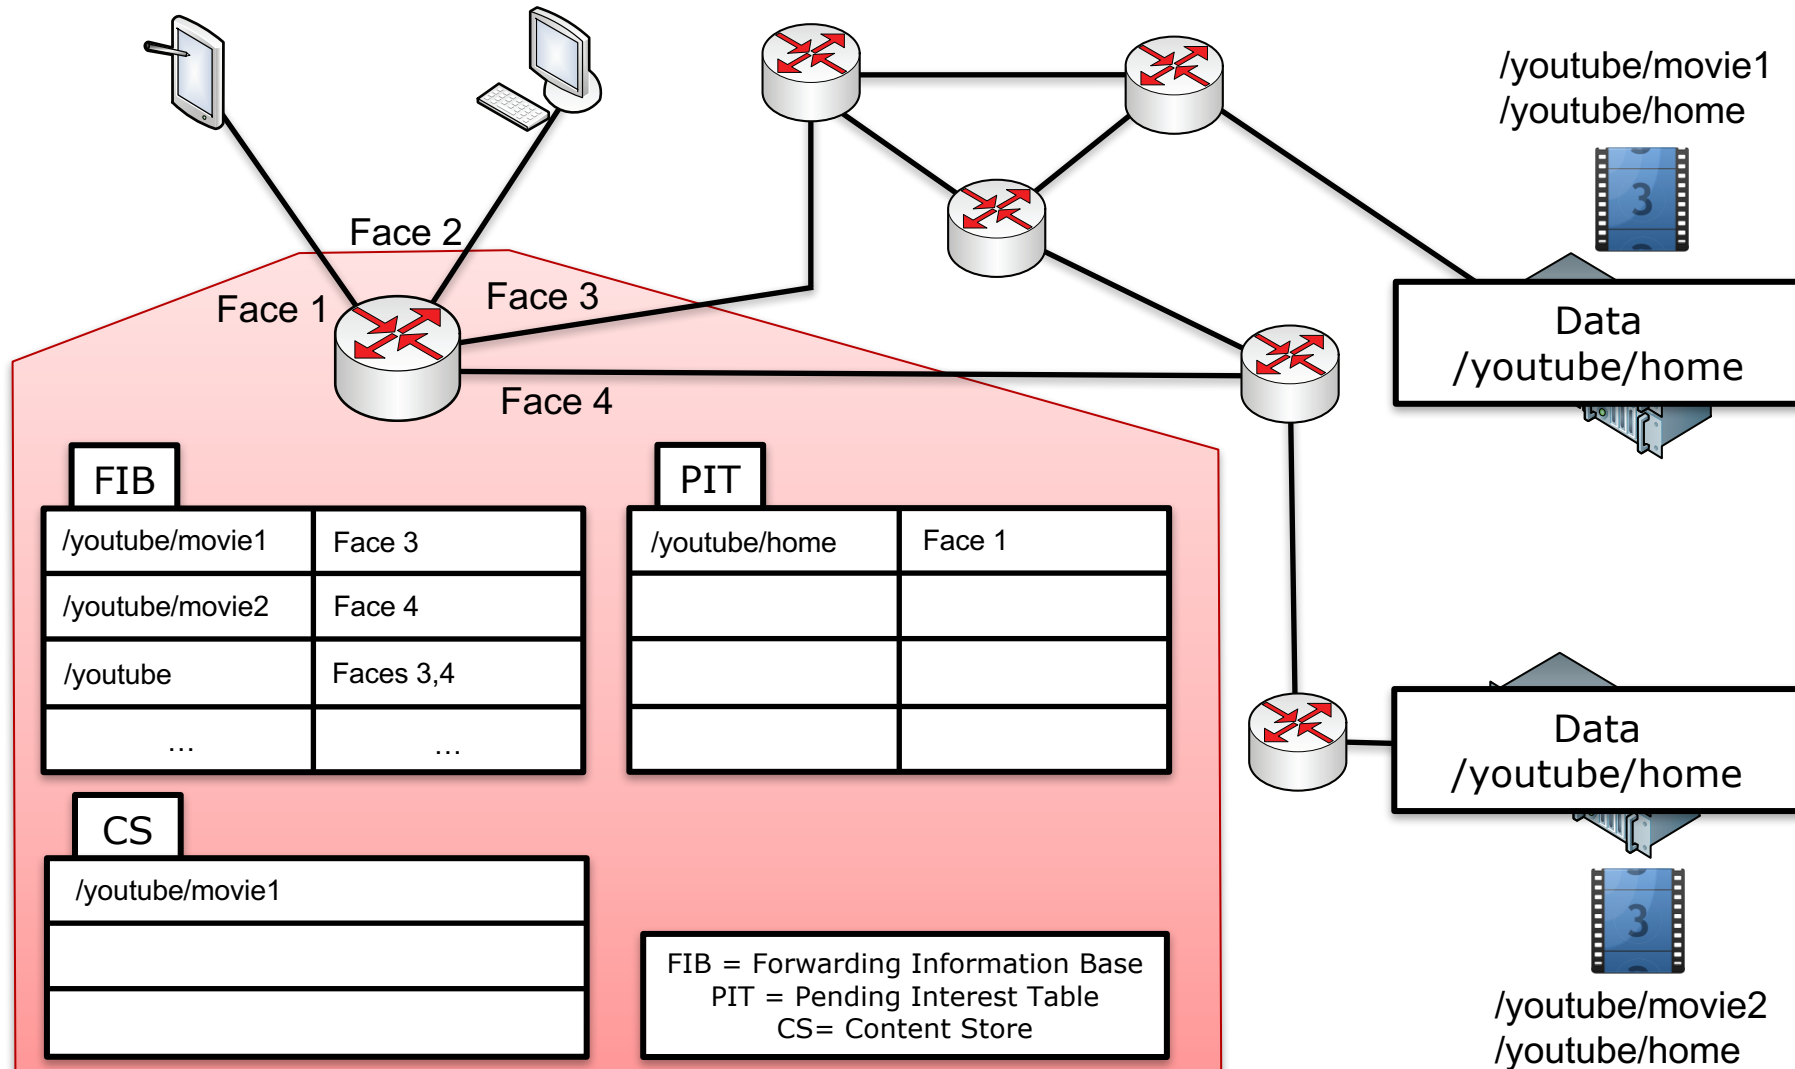 /youtube/movie1
/youtube/home
3
Data
/youtube/home
Face 2
Face 1
Face 3
Face 4
FIB
/youtube/movie1 Face 3
/youtube/movie2 Face 4
/youtube Faces 3,4
... ...
PIT
/youtube/home Face 1
CS
/youtube/movie1
FIB = Forwarding Information Base
PIT = Pending Interest Table
CS= Content Store
Data
/youtube/home
3
/youtube/movie2
/youtube/home